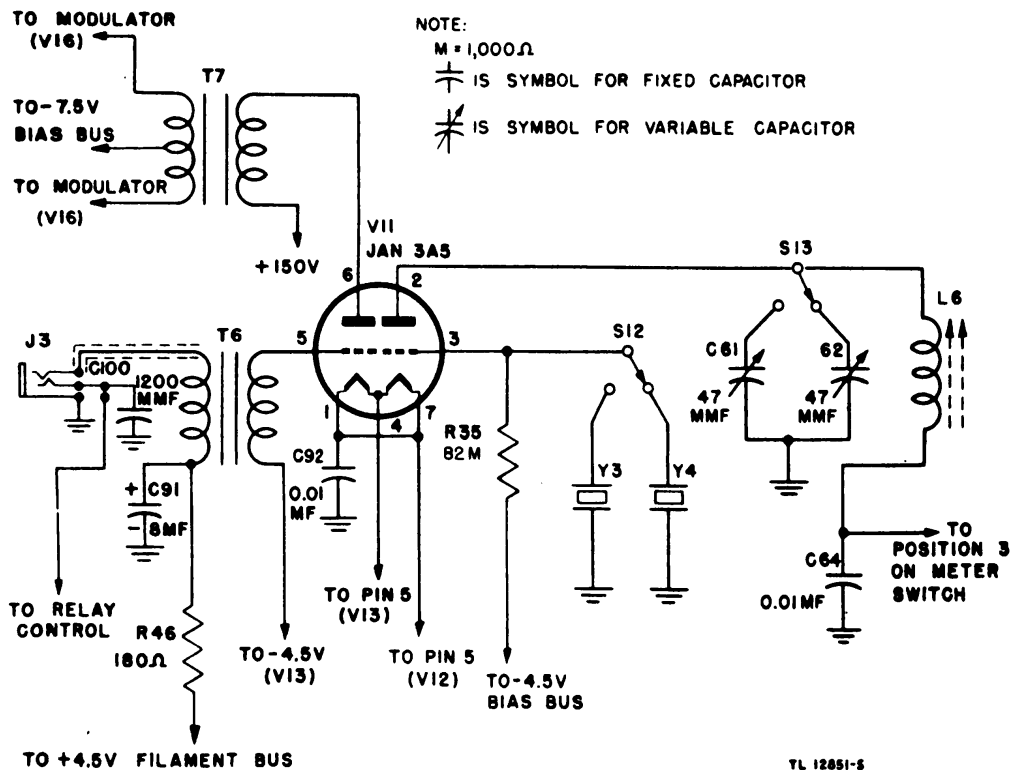 TO MODULATOR
(V16)
TO-7.5V
BIAS BUS
TO MODULATOR
(V16)
T7
+150V
NOTE:
M = 1,000Ω
IS SYMBOL FOR FIXED CAPACITOR
IS SYMBOL FOR VARIABLE CAPACITOR
V11
JAN 3A5
6
2
5
3
1
4
7
J3
C100
1200
MMF
T6
+
C91
-
8MF
C92
0.01
MF
R35
82M
S12
Y3
Y4
S13
C61
47
MMF
62
47
MMF
L6
C64
0.01MF
TO
POSITION 3
ON METER
SWITCH
TO RELAY
CONTROL
R46
180Ω
TO-4.5V
(V13)
TO PIN 5
(V13)
TO PIN 5
(V12)
TO-4.5V
BIAS BUS
TO +4.5V FILAMENT BUS
TL 12851-S